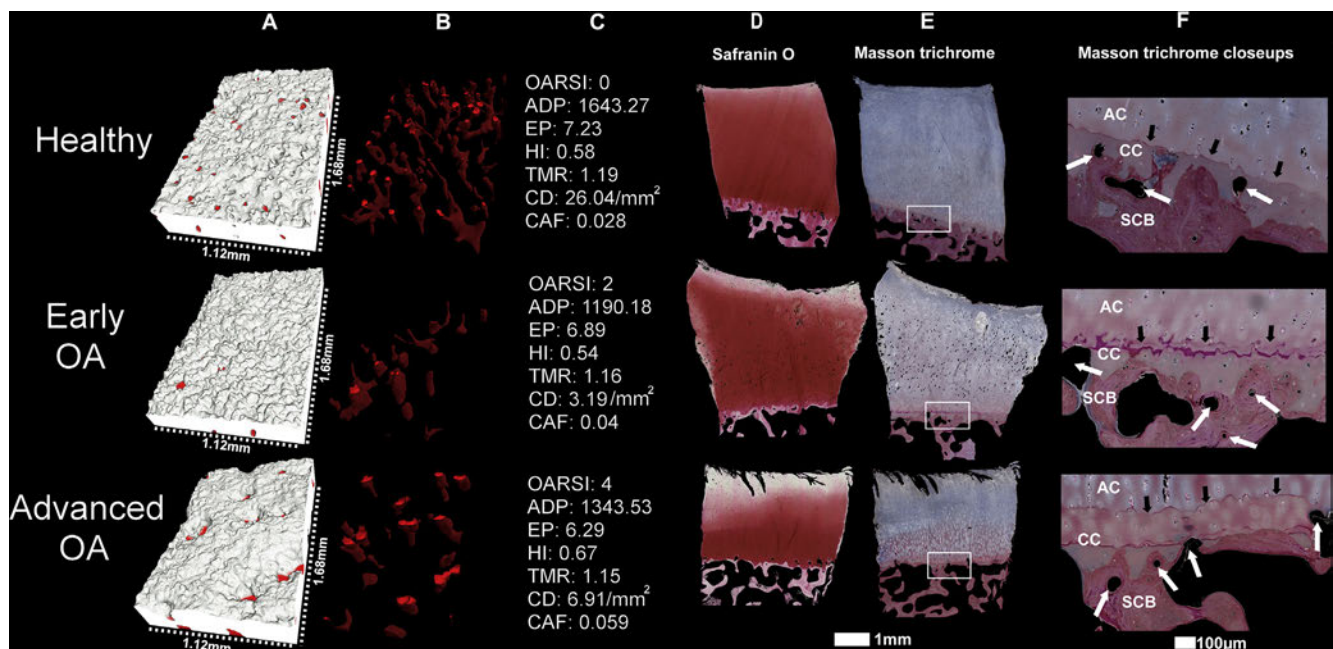 A B C D E F
Safranin O Masson trichrome Masson trichrome closeups
Healthy
1.68mm
1.12mm
OARSI: 0
ADP: 1643.27
EP: 7.23
HI: 0.58
TMR: 1.19
CD: 26.04/mm²
CAF: 0.028
AC
CC
SCB
Early
OA
1.68mm
1.12mm
OARSI: 2
ADP: 1190.18
EP: 6.89
HI: 0.54
TMR: 1.16
CD: 3.19/mm²
CAF: 0.04
AC
CC
SCB
Advanced
OA
1.68mm
1.12mm
OARSI: 4
ADP: 1343.53
EP: 6.29
HI: 0.67
TMR: 1.15
CD: 6.91/mm²
CAF: 0.059
AC
CC
SCB
1mm
100um